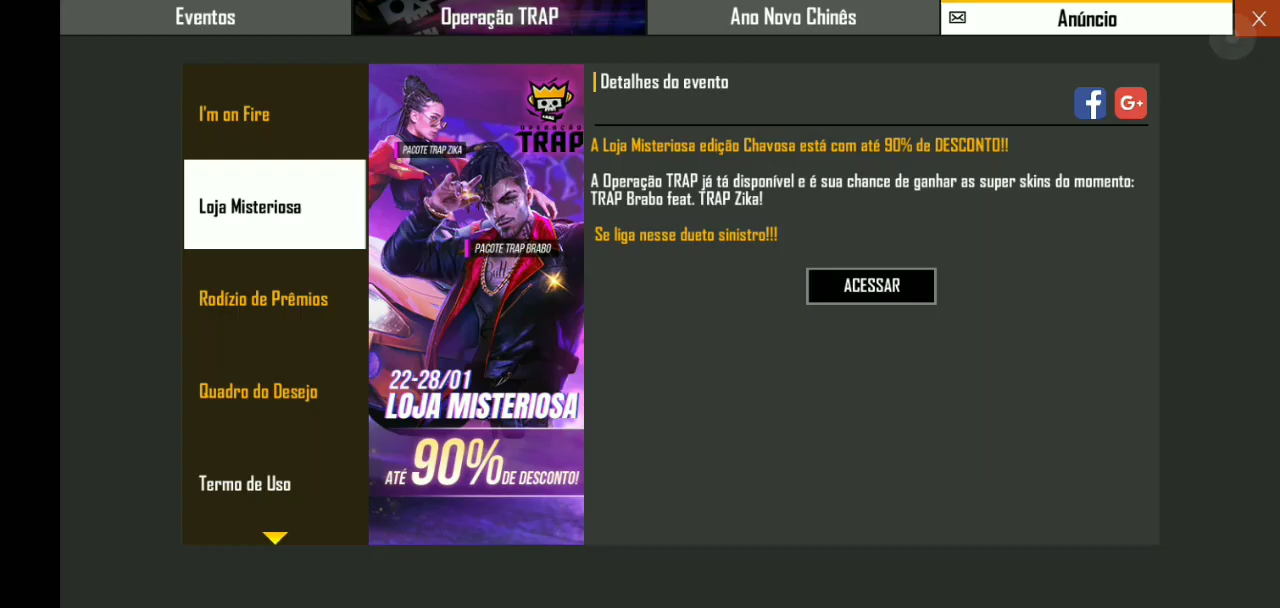 Eventos
Operação TRAP
Ano Novo Chinês
Anúncio
I'm on Fire
Loja Misteriosa
Rodízio de Prêmios
Quadro do Desejo
Termo de Uso
OPERAÇÃO
TRAP
PACOTE TRAP ZIKA
PACOTE TRAP BRABO
22-28/01
LOJA MISTERIOSA
ATÉ 90% DE DESCONTO!
Detalhes do evento
A Loja Misteriosa edição Chavosa está com até 90% de DESCONTO!!
A Operação TRAP já tá disponível e é sua chance de ganhar as super skins do momento:
TRAP Brabo feat. TRAP Zika!
Se liga nesse dueto sinistro!!!
ACESSAR